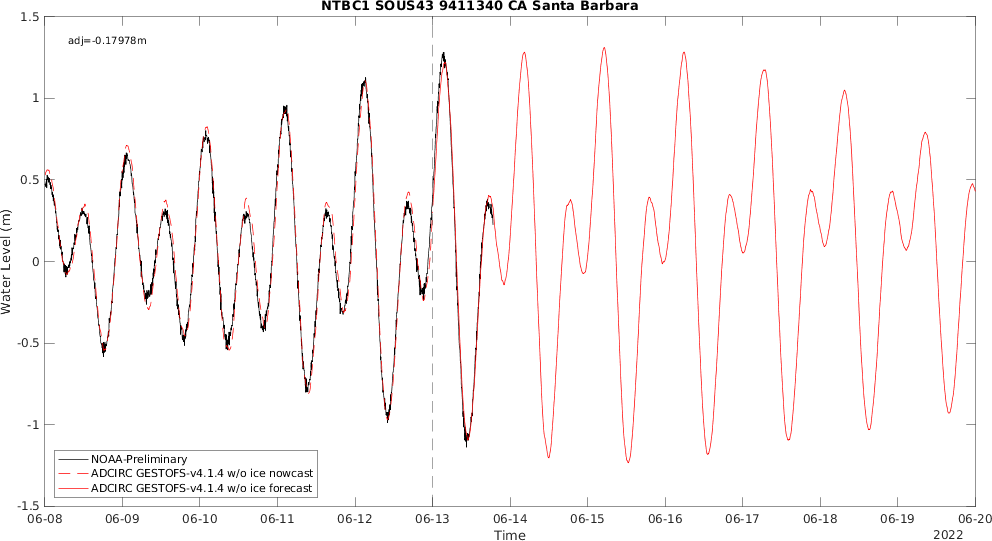 NTBC1 SOUS43 9411340 CA Santa Barbara
adj=-0.17978m
1.5
1
0.5
0
-0.5
-1
-1.5
Water Level (m)
NOAA-Preliminary
ADCIRC GESTOFS-v4.1.4 w/o ice nowcast
ADCIRC GESTOFS-v4.1.4 w/o ice forecast
06-08 06-09 06-10 06-11 06-12 06-13 06-14 06-15 06-16 06-17 06-18 06-19 06-20
Time
2022